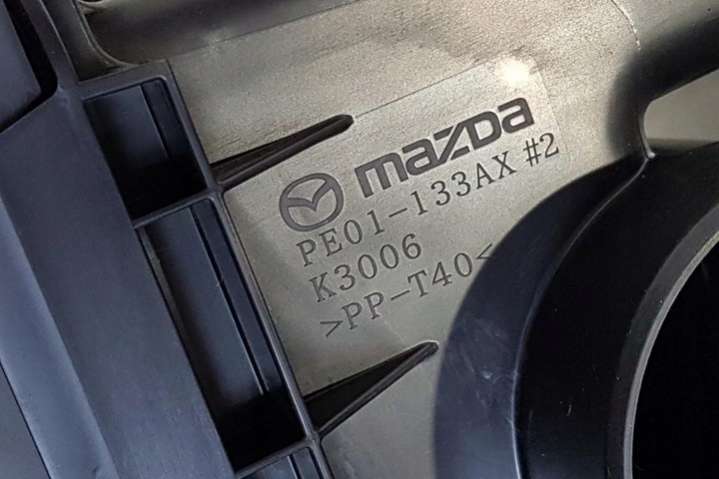 mazda
PE01-133AX #2
K3006
>PP-T40<